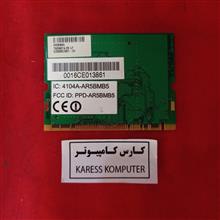 0016CE013861
IC: 4104A-AR5BMB5
FCC ID: PPD-AR5BMB5
CE
کارس کامپیوتر
KARESS KOMPUTER